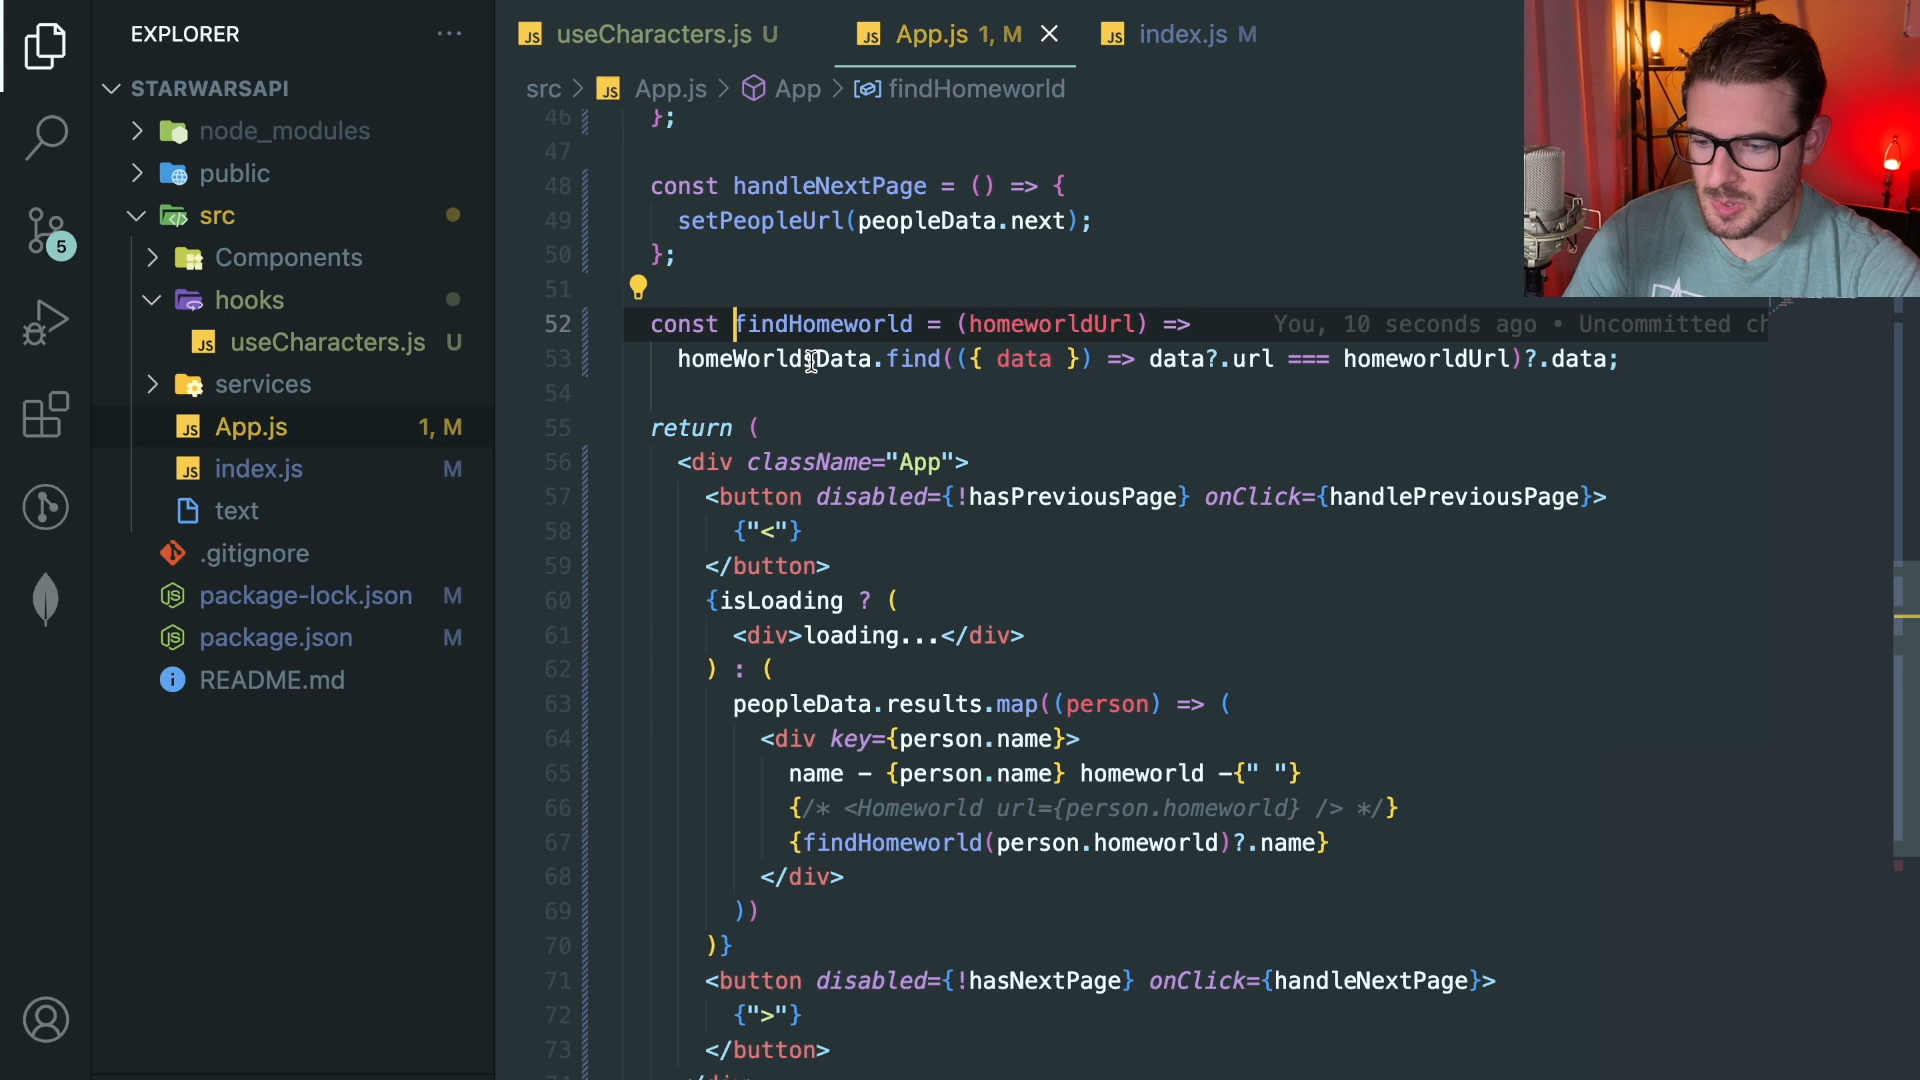 EXPLORER
STARWARSAPI
node_modules
public
src
Components
hooks
useCharacters.js U
services
App.js 1, M
index.js M
text
.gitignore
package-lock.json M
package.json M
README.md
5
useCharacters.js U
App.js 1, M
index.js M
src > App.js > App > findHomeworld
46 };
47
48 const handleNextPage = () => {
49 setPeopleUrl(peopleData.next);
50 };
51
52 const findHomeworld = (homeworldUrl) => You, 10 seconds ago • Uncommitted ch
53 homeWorldsData.find(({ data }) => data?.url === homeworldUrl)?.data;
54
55 return (
56 <div className="App">
57 <button disabled={!hasPreviousPage} onClick={handlePreviousPage}>
58 {"<"}
59 </button>
60 {isLoading ? (
61 <div>loading...</div>
62 ) : (
63 peopleData.results.map((person) => (
64 <div key={person.name}>
65 name – {person.name} homeworld –{" "}
66 {/* <Homeworld url={person.homeworld} /> */}
67 {findHomeworld(person.homeworld)?.name}
68 </div>
69 ))
70 )}
71 <button disabled={!hasNextPage} onClick={handleNextPage}>
72 {">"}
73 </button>